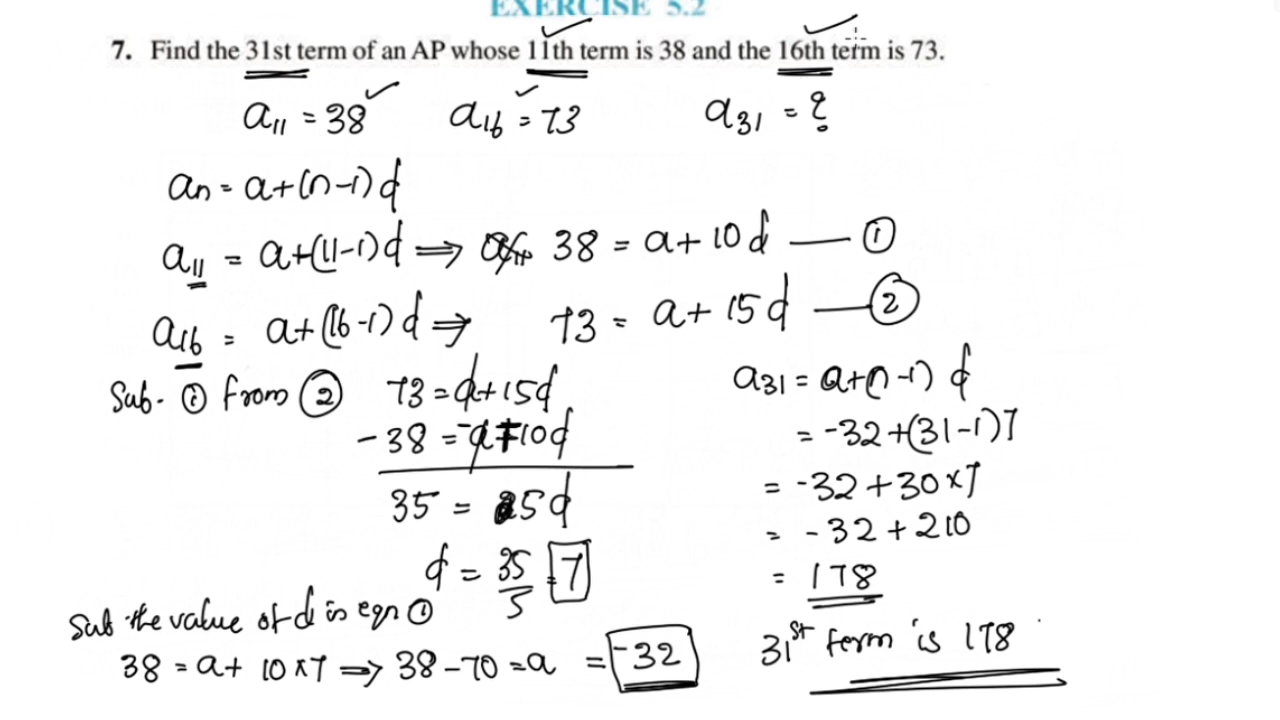 EXERCISE 5.2
7. Find the 31st term of an AP whose 11th term is 38 and the 16th term is 73.
a₁₁ = 38 a₁₆ = 73 a₃₁ = ?
aₙ = a+(n-1)d
a₁₁ = a+(11-1)d ⟹ 38 = a+10d — ①
a₁₆ = a+(16-1)d ⟹ 73 = a+15d — ②
Sub. ① from ② 73 = a+15d
-38 = -a+10d
35 = 5d
d = 35/5 = 7
Sub the value of d in eqn ①
38 = a+ 10×7 ⟹ 38-70 = a = -32
a₃₁ = a+(n-1) d
= -32+(31-1)7
= -32+30×7
= -32+210
= 178
31st term is 178